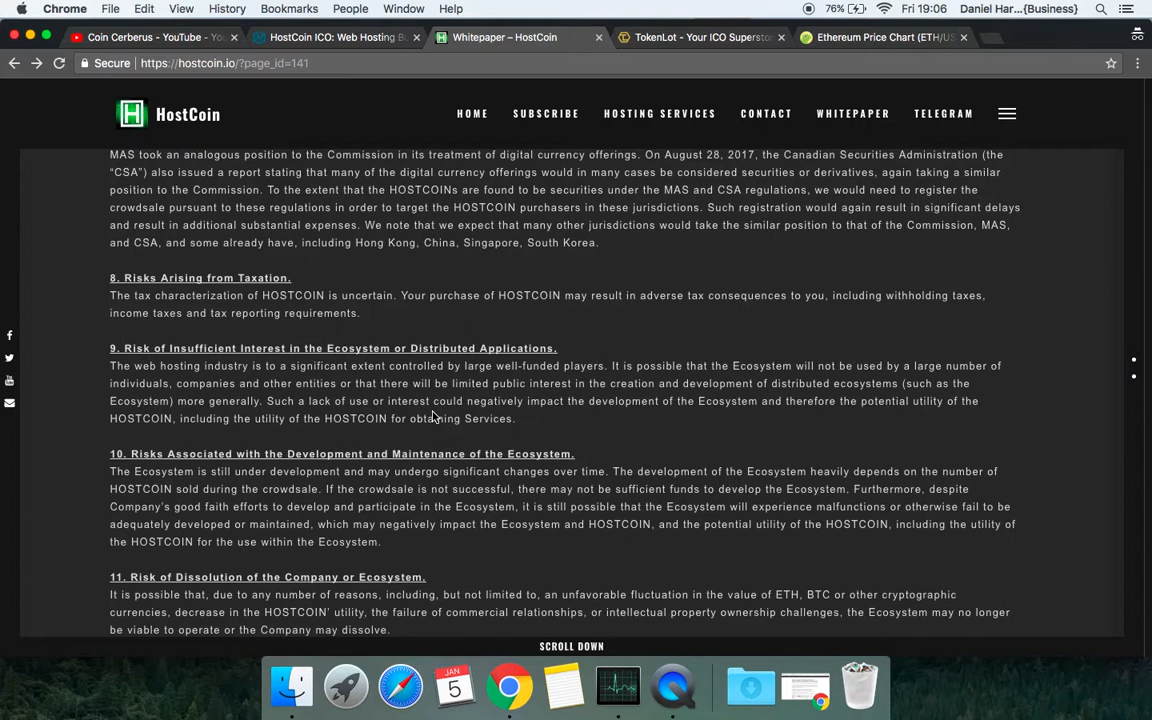 Chrome File Edit View History Bookmarks People Window Help 76% Fri 19:06 Daniel Har...{Business}
Coin Cerberus - YouTube - Yo
HostCoin ICO: Web Hosting Bu
Whitepaper – HostCoin
TokenLot - Your ICO Superstor
Ethereum Price Chart (ETH/US
Secure https://hostcoin.io/?page_id=141
H HostCoin
HOME SUBSCRIBE HOSTING SERVICES CONTACT WHITEPAPER TELEGRAM
MAS took an analogous position to the Commission in its treatment of digital currency offerings. On August 28, 2017, the Canadian Securities Administration (the
“CSA”) also issued a report stating that many of the digital currency offerings would in many cases be considered securities or derivatives, again taking a similar
position to the Commission. To the extent that the HOSTCOINs are found to be securities under the MAS and CSA regulations, we would need to register the
crowdsale pursuant to these regulations in order to target the HOSTCOIN purchasers in these jurisdictions. Such registration would again result in significant delays
and result in additional substantial expenses. We note that we expect that many other jurisdictions would take the similar position to that of the Commission, MAS,
and CSA, and some already have, including Hong Kong, China, Singapore, South Korea.
8. Risks Arising from Taxation.
The tax characterization of HOSTCOIN is uncertain. Your purchase of HOSTCOIN may result in adverse tax consequences to you, including withholding taxes,
income taxes and tax reporting requirements.
9. Risk of Insufficient Interest in the Ecosystem or Distributed Applications.
The web hosting industry is to a significant extent controlled by large well-funded players. It is possible that the Ecosystem will not be used by a large number of
individuals, companies and other entities or that there will be limited public interest in the creation and development of distributed ecosystems (such as the
Ecosystem) more generally. Such a lack of use or interest could negatively impact the development of the Ecosystem and therefore the potential utility of the
HOSTCOIN, including the utility of the HOSTCOIN for obtaining Services.
10. Risks Associated with the Development and Maintenance of the Ecosystem.
The Ecosystem is still under development and may undergo significant changes over time. The development of the Ecosystem heavily depends on the number of
HOSTCOIN sold during the crowdsale. If the crowdsale is not successful, there may not be sufficient funds to develop the Ecosystem. Furthermore, despite
Company’s good faith efforts to develop and participate in the Ecosystem, it is still possible that the Ecosystem will experience malfunctions or otherwise fail to be
adequately developed or maintained, which may negatively impact the Ecosystem and HOSTCOIN, and the potential utility of the HOSTCOIN, including the utility of
the HOSTCOIN for the use within the Ecosystem.
11. Risk of Dissolution of the Company or Ecosystem.
It is possible that, due to any number of reasons, including, but not limited to, an unfavorable fluctuation in the value of ETH, BTC or other cryptographic
currencies, decrease in the HOSTCOIN’ utility, the failure of commercial relationships, or intellectual property ownership challenges, the Ecosystem may no longer
be viable to operate or the Company may dissolve.
SCROLL DOWN
JAN
5